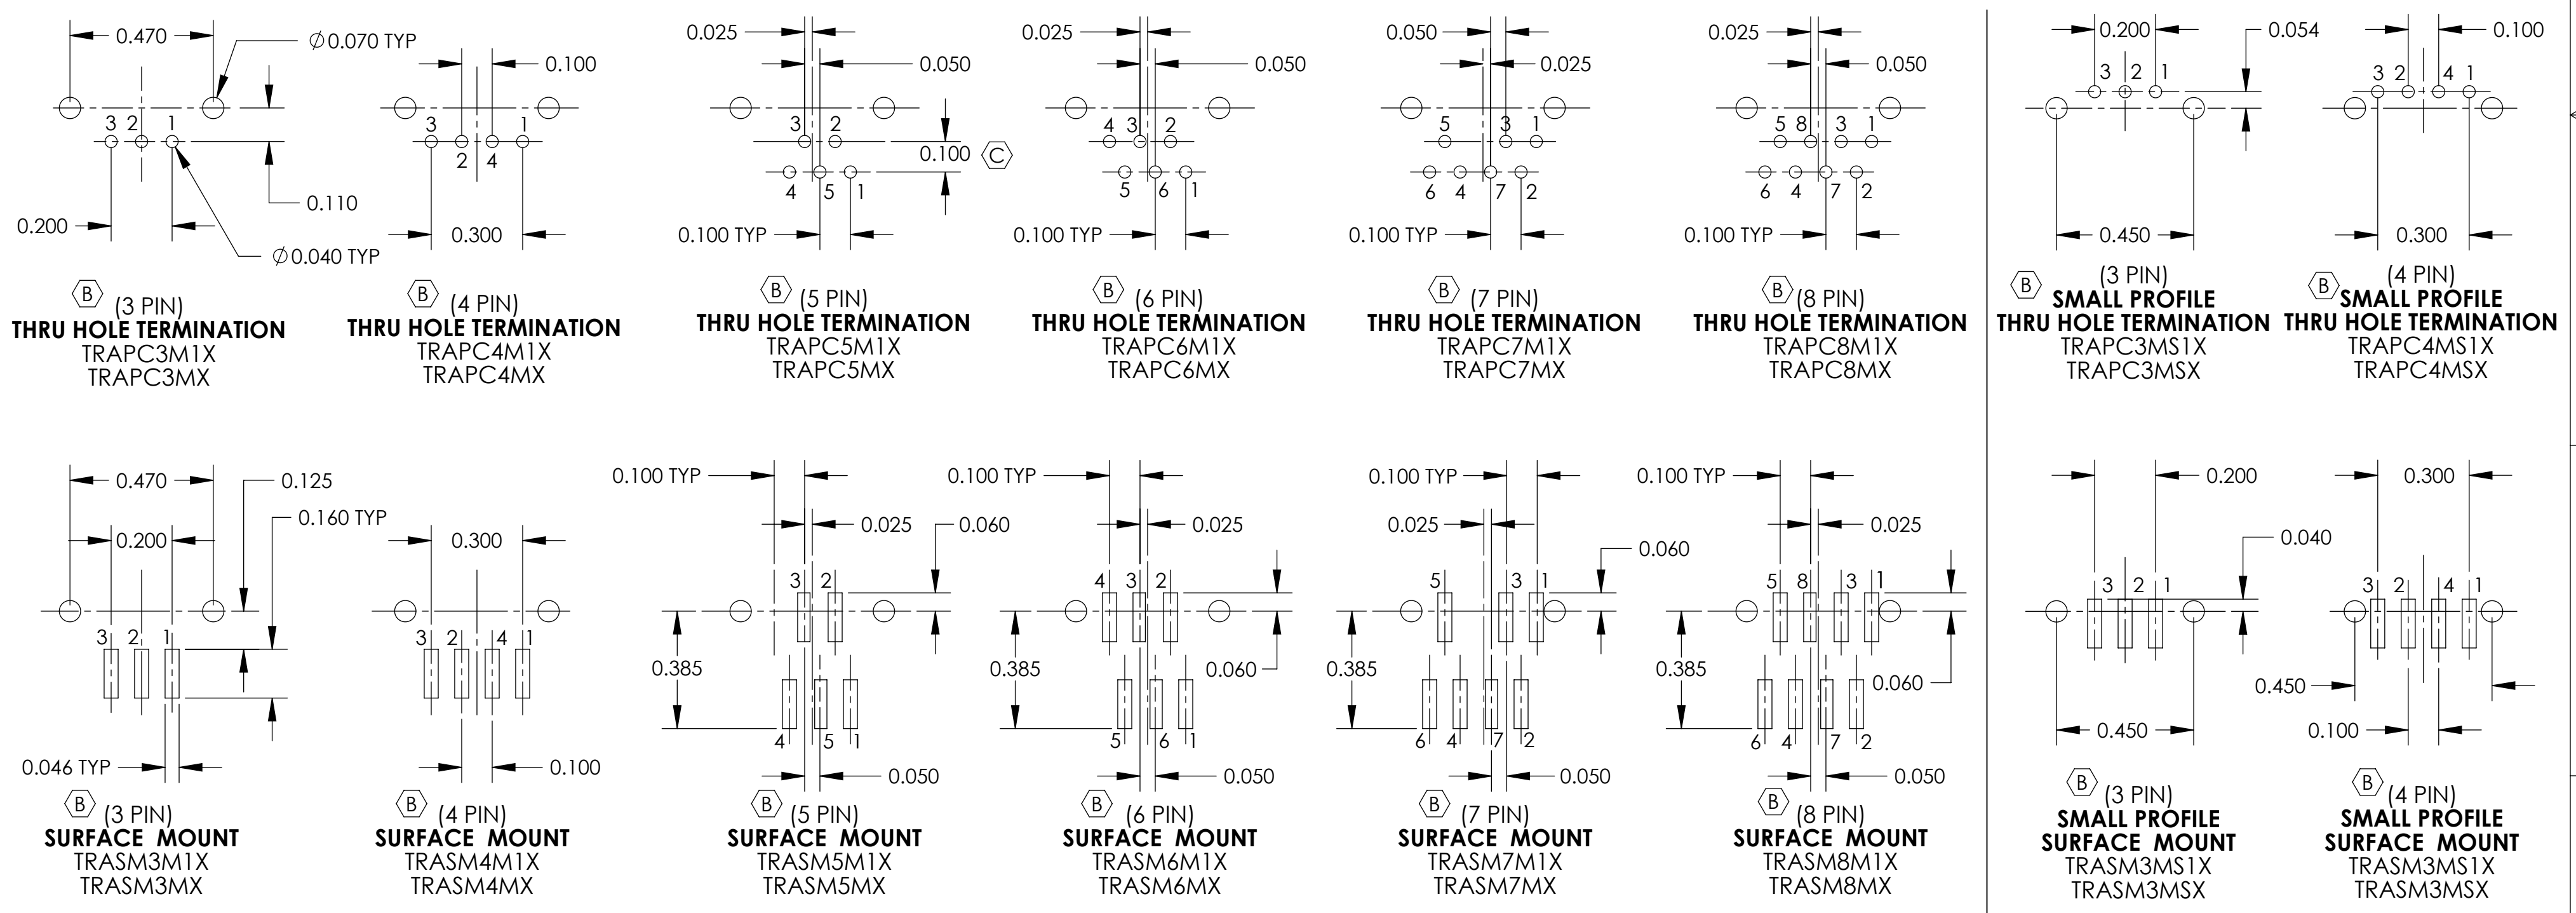 0.470
Ø0.070 TYP
0.100
3 2 1
3 1
2 4
0.110
0.200
0.300
Ø0.040 TYP
B (3 PIN)
THRU HOLE TERMINATION
TRAPC3M1X
TRAPC3MX
B (4 PIN)
THRU HOLE TERMINATION
TRAPC4M1X
TRAPC4MX
0.025
0.050
3 2
0.100 C
4 5 1
0.100 TYP
B (5 PIN)
THRU HOLE TERMINATION
TRAPC5M1X
TRAPC5MX
0.025
0.050
4 3 2
5 6 1
0.100 TYP
B (6 PIN)
THRU HOLE TERMINATION
TRAPC6M1X
TRAPC6MX
0.050
0.025
5 3 1
6 4 7 2
0.100 TYP
B (7 PIN)
THRU HOLE TERMINATION
TRAPC7M1X
TRAPC7MX
0.025
0.050
5 8 3 1
6 4 7 2
0.100 TYP
B (8 PIN)
THRU HOLE TERMINATION
TRAPC8M1X
TRAPC8MX
0.200
0.054
3 2 1
0.450
B (3 PIN)
SMALL PROFILE
THRU HOLE TERMINATION
TRAPC3MS1X
TRAPC3MSX
0.100
3 2 4 1
0.300
B (4 PIN)
SMALL PROFILE
THRU HOLE TERMINATION
TRAPC4MS1X
TRAPC4MSX
0.470
0.125
0.160 TYP
0.200
3 2 1
0.046 TYP
B (3 PIN)
SURFACE MOUNT
TRASM3M1X
TRASM3MX
0.300
3 2 4 1
0.100
B (4 PIN)
SURFACE MOUNT
TRASM4M1X
TRASM4MX
0.100 TYP
0.025
0.060
3 2
0.385
4 5 1
0.050
B (5 PIN)
SURFACE MOUNT
TRASM5M1X
TRASM5MX
0.100 TYP
0.025
4 3 2
0.385
0.060
5 6 1
0.050
B (6 PIN)
SURFACE MOUNT
TRASM6M1X
TRASM6MX
0.100 TYP
0.025
0.060
5 3 1
0.385
6 4 7 2
0.050
B (7 PIN)
SURFACE MOUNT
TRASM7M1X
TRASM7MX
0.100 TYP
0.025
5 8 3 1
0.385
0.060
6 4 7 2
0.050
B (8 PIN)
SURFACE MOUNT
TRASM8M1X
TRASM8MX
0.200
0.040
3 2 1
0.450
B (3 PIN)
SMALL PROFILE
SURFACE MOUNT
TRASM3MS1X
TRASM3MSX
0.300
3 2 4 1
0.450
0.100
B (4 PIN)
SMALL PROFILE
SURFACE MOUNT
TRASM3MS1X
TRASM3MSX